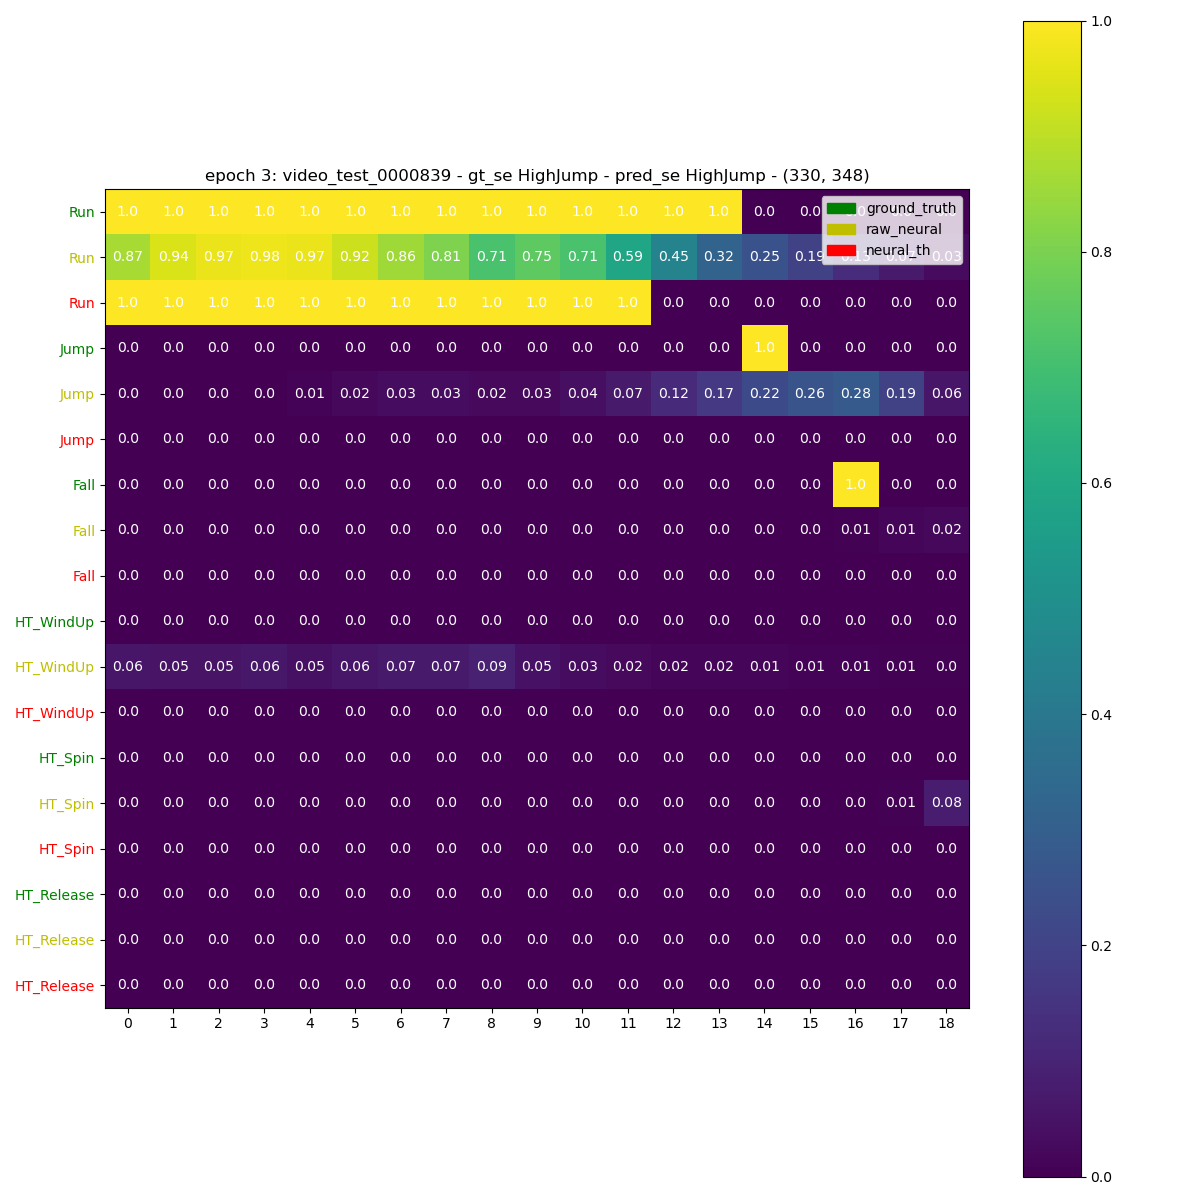 epoch 3: video_test_0000839 - gt_se HighJump - pred_se HighJump - (330, 348)
ground_truth
raw_neural
neural_th
Run 1.0 1.0 1.0 1.0 1.0 1.0 1.0 1.0 1.0 1.0 1.0 1.0 1.0 1.0 0.0 0.0
Run 0.87 0.94 0.97 0.98 0.97 0.92 0.86 0.81 0.71 0.75 0.71 0.59 0.45 0.32 0.25 0.19 0.03
Run 1.0 1.0 1.0 1.0 1.0 1.0 1.0 1.0 1.0 1.0 1.0 1.0 0.0 0.0 0.0 0.0 0.0 0.0 0.0
Jump 0.0 0.0 0.0 0.0 0.0 0.0 0.0 0.0 0.0 0.0 0.0 0.0 0.0 0.0 1.0 0.0 0.0 0.0 0.0
Jump 0.0 0.0 0.0 0.0 0.01 0.02 0.03 0.03 0.02 0.03 0.04 0.07 0.12 0.17 0.22 0.26 0.28 0.19 0.06
Jump 0.0 0.0 0.0 0.0 0.0 0.0 0.0 0.0 0.0 0.0 0.0 0.0 0.0 0.0 0.0 0.0 0.0 0.0 0.0
Fall 0.0 0.0 0.0 0.0 0.0 0.0 0.0 0.0 0.0 0.0 0.0 0.0 0.0 0.0 0.0 0.0 1.0 0.0 0.0
Fall 0.0 0.0 0.0 0.0 0.0 0.0 0.0 0.0 0.0 0.0 0.0 0.0 0.0 0.0 0.0 0.0 0.01 0.01 0.02
Fall 0.0 0.0 0.0 0.0 0.0 0.0 0.0 0.0 0.0 0.0 0.0 0.0 0.0 0.0 0.0 0.0 0.0 0.0 0.0
HT_WindUp 0.0 0.0 0.0 0.0 0.0 0.0 0.0 0.0 0.0 0.0 0.0 0.0 0.0 0.0 0.0 0.0 0.0 0.0 0.0
HT_WindUp 0.06 0.05 0.05 0.06 0.05 0.06 0.07 0.07 0.09 0.05 0.03 0.02 0.02 0.02 0.01 0.01 0.01 0.01 0.0
HT_WindUp 0.0 0.0 0.0 0.0 0.0 0.0 0.0 0.0 0.0 0.0 0.0 0.0 0.0 0.0 0.0 0.0 0.0 0.0 0.0
HT_Spin 0.0 0.0 0.0 0.0 0.0 0.0 0.0 0.0 0.0 0.0 0.0 0.0 0.0 0.0 0.0 0.0 0.0 0.0 0.0
HT_Spin 0.0 0.0 0.0 0.0 0.0 0.0 0.0 0.0 0.0 0.0 0.0 0.0 0.0 0.0 0.0 0.0 0.0 0.01 0.08
HT_Spin 0.0 0.0 0.0 0.0 0.0 0.0 0.0 0.0 0.0 0.0 0.0 0.0 0.0 0.0 0.0 0.0 0.0 0.0 0.0
HT_Release 0.0 0.0 0.0 0.0 0.0 0.0 0.0 0.0 0.0 0.0 0.0 0.0 0.0 0.0 0.0 0.0 0.0 0.0 0.0
HT_Release 0.0 0.0 0.0 0.0 0.0 0.0 0.0 0.0 0.0 0.0 0.0 0.0 0.0 0.0 0.0 0.0 0.0 0.0 0.0
HT_Release 0.0 0.0 0.0 0.0 0.0 0.0 0.0 0.0 0.0 0.0 0.0 0.0 0.0 0.0 0.0 0.0 0.0 0.0 0.0
0 1 2 3 4 5 6 7 8 9 10 11 12 13 14 15 16 17 18
1.0
0.8
0.6
0.4
0.2
0.0